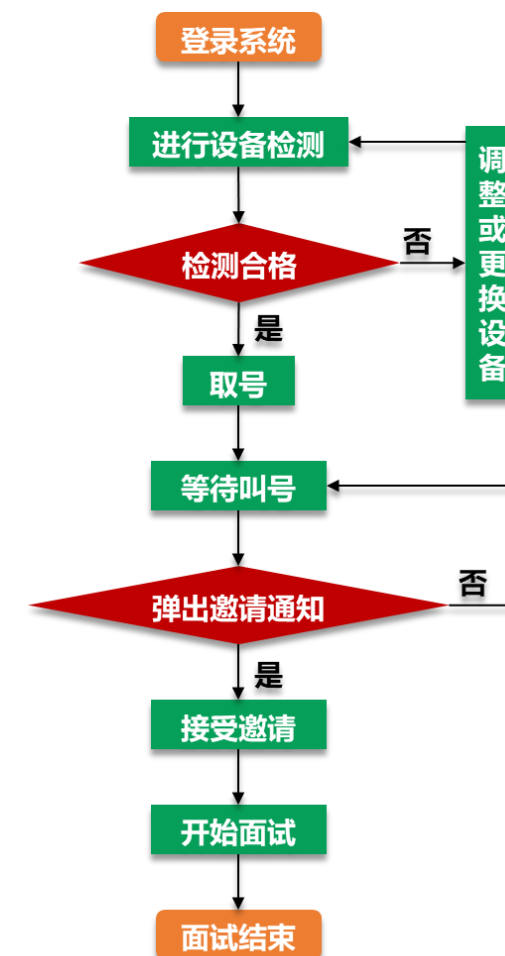 登录系统
进行设备检测
检测合格
否
调
整
或
更
换
设
备
是
取号
等待叫号
弹出邀请通知
否
是
接受邀请
开始面试
面试结束